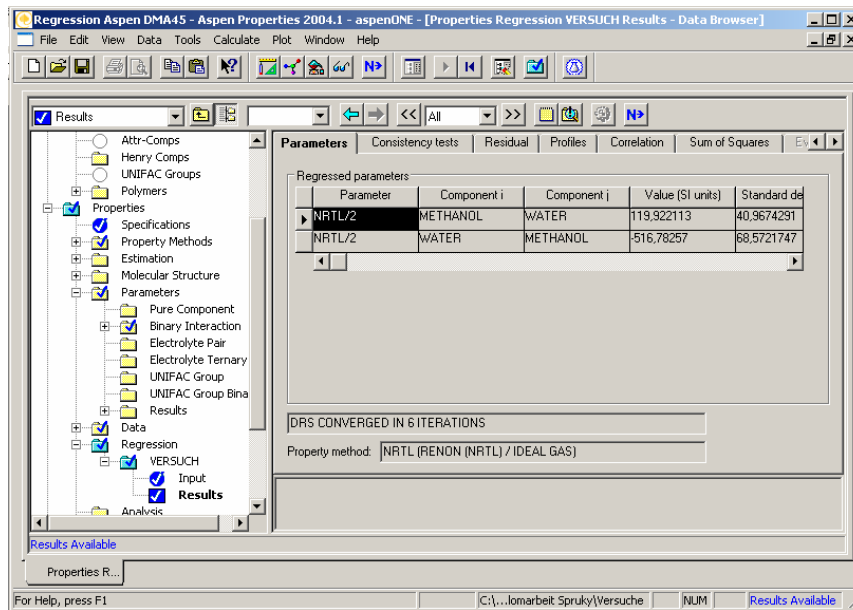 Regression Aspen DMA45 - Aspen Properties 2004.1 - aspenONE - [Properties Regression VERSUCH Results - Data Browser]
File Edit View Data Tools Calculate Plot Window Help
N>
Results
<< All >> N>
Attr-Comps
Henry Comps
UNIFAC Groups
Polymers
Properties
Specifications
Property Methods
Estimation
Molecular Structure
Parameters
Pure Component
Binary Interaction
Electrolyte Pair
Electrolyte Ternary
UNIFAC Group
UNIFAC Group Bina
Results
Data
Regression
VERSUCH
Input
Results
Analysis
Parameters Consistency tests Residual Profiles Correlation Sum of Squares Ev
Regressed parameters
Parameter Component i Component j Value (SI units) Standard de
NRTL/2 METHANOL WATER 119,922113 40,9674291
NRTL/2 WATER METHANOL -516,78257 68,5721747
DRS CONVERGED IN 6 ITERATIONS
Property method: NRTL (RENON (NRTL) / IDEAL GAS)
Results Available
Properties R...
For Help, press F1 C:\...lomarbeit Spruky\Versuche NUM Results Available